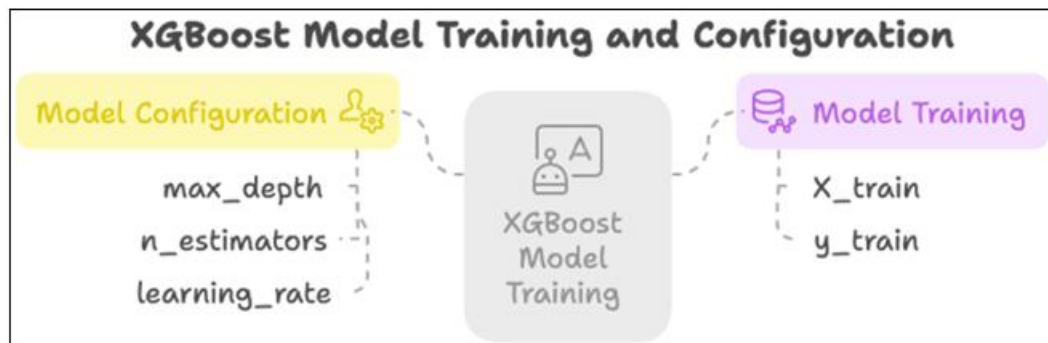 XGBoost Model Training and Configuration
Model Configuration
max_depth
n_estimators
learning_rate
A
XGBoost
Model
Training
Model Training
X_train
y_train